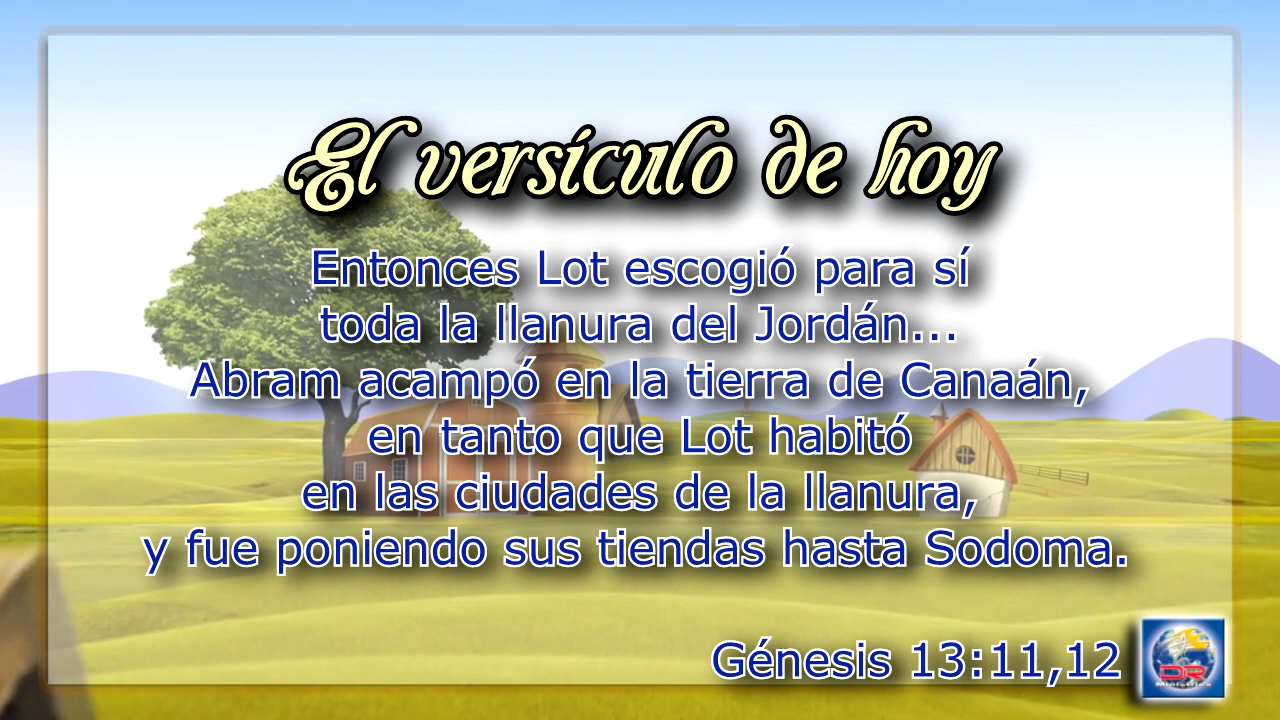 El versículo de hoy
Entonces Lot escogió para sí
toda la llanura del Jordán...
Abram acampó en la tierra de Canaán,
en tanto que Lot habitó
en las ciudades de la llanura,
y fue poniendo sus tiendas hasta Sodoma.
Génesis 13:11,12
DR
Ministries